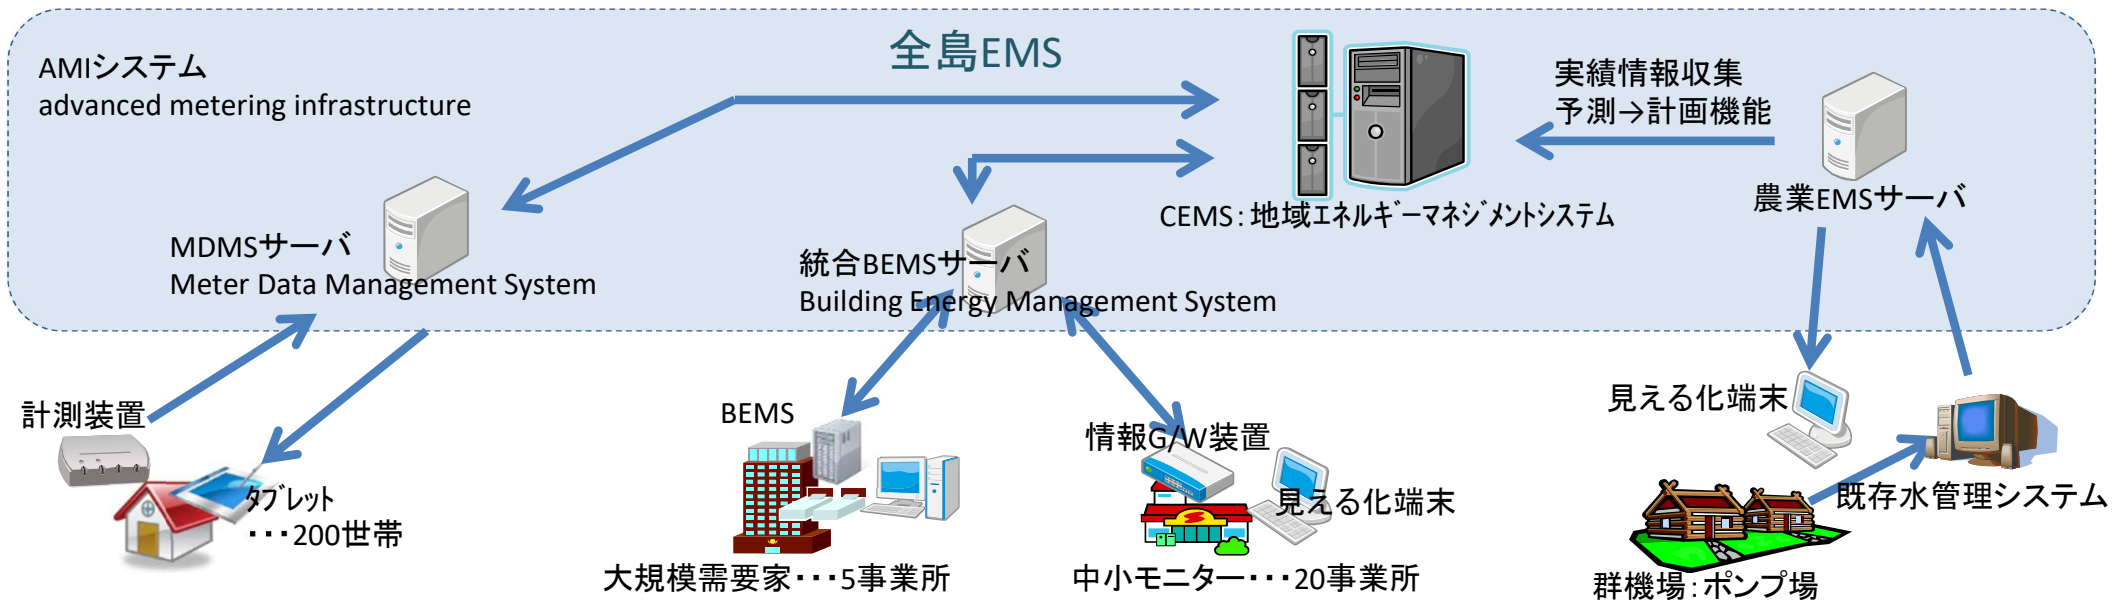 全島EMS
AMIシステム
advanced metering infrastructure
実績情報収集
予測→計画機能
MDMSサーバ
Meter Data Management System
統合BEMSサーバ
Building Energy Management System
CEMS：地域ｴﾈﾙｷﾞｰﾏﾈｼﾞﾒﾝﾄｼｽﾃﾑ
農業EMSサーバ
計測装置
ﾀﾌﾞﾚｯﾄ
・・・200世帯
BEMS
大規模需要家・・・5事業所
情報G/W装置
見える化端末
中小モニター・・・20事業所
見える化端末
既存水管理システム
群機場：ポンプ場